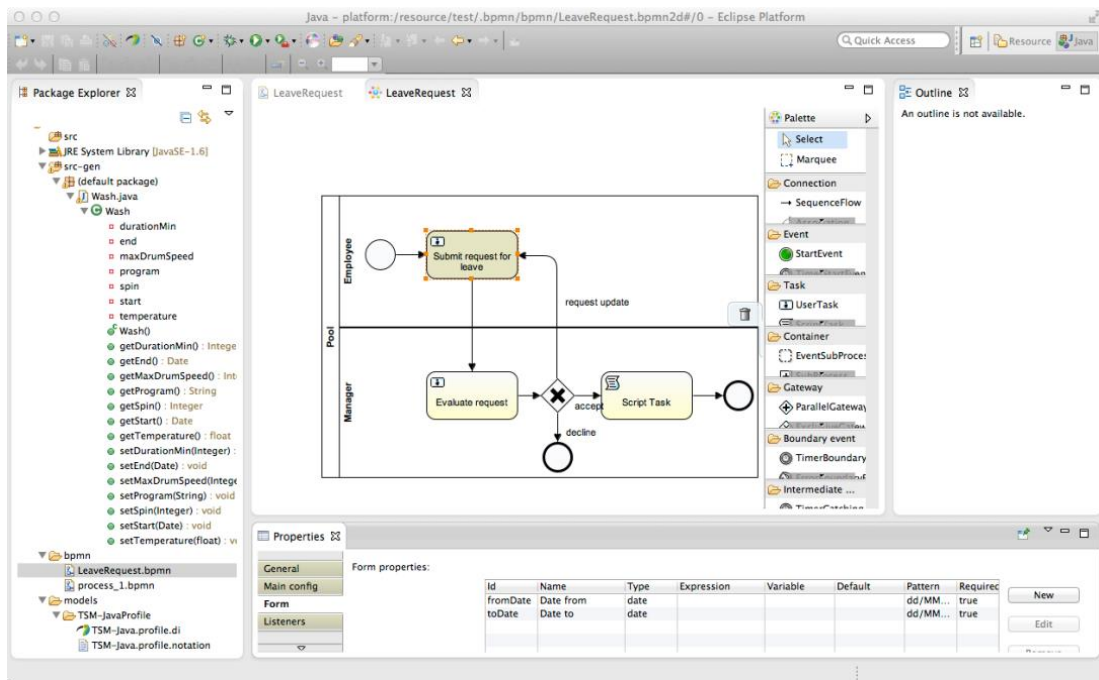 Java – platform:/resource/test/.bpmn/bpmn/LeaveRequest.bpmn2d#/0 – Eclipse Platform
Quick Access
Resource
Java
Package Explorer
src
JRE System Library [JavaSE-1.6]
src-gen
(default package)
Wash.java
Wash
durationMin
end
maxDrumSpeed
program
spin
start
temperature
Wash()
getDurationMin() : Intege
getEnd() : Date
getMaxDrumSpeed() : Int
getProgram() : String
getSpin() : Integer
getStart() : Date
getTemperature() : float
setDurationMin(Integer) :
setEnd(Date) : void
setMaxDrumSpeed(Intege
setProgram(String) : void
setSpin(Integer) : void
setStart(Date) : void
setTemperature(float) : v
bpmn
LeaveRequest.bpmn
process_1.bpmn
models
TSM-JavaProfile
TSM-Java.profile.di
TSM-Java.profile.notation
LeaveRequest
LeaveRequest
Pool
Employee
Submit request for
leave
request update
Manager
Evaluate request
accept
Script Task
decline
Palette
Select
Marquee
Connection
SequenceFlow
Event
StartEvent
Task
UserTask
Container
EventSubProces
Gateway
ParallelGateway
Boundary event
TimerBoundary
Intermediate ...
Outline
An outline is not available.
Properties
General
Main config
Form
Listeners
Form properties:
Id Name Type Expression Variable Default Pattern Required
fromDate Date from date dd/MM... true
toDate Date to date dd/MM... true
New
Edit